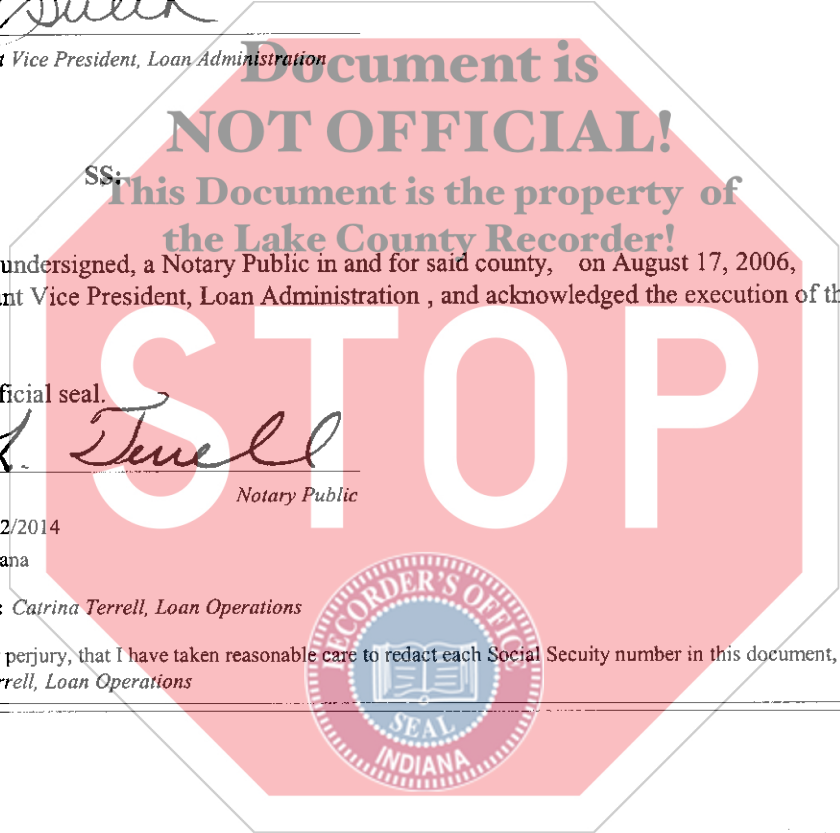 Vice President, Loan Administration
Document is
NOT OFFICIAL!
SS:
This Document is the property of
the Lake County Recorder!
undersigned, a Notary Public in and for said county, on August 17, 2006,
nt Vice President, Loan Administration , and acknowledged the execution of th
STOP
ficial seal.
Terrell
Notary Public
2/2014
ana
: Catrina Terrell, Loan Operations
perjury, that I have taken reasonable care to redact each Social Secuity number in this document,
rrell, Loan Operations
RECORDER'S OFFICE
SEAL
INDIANA